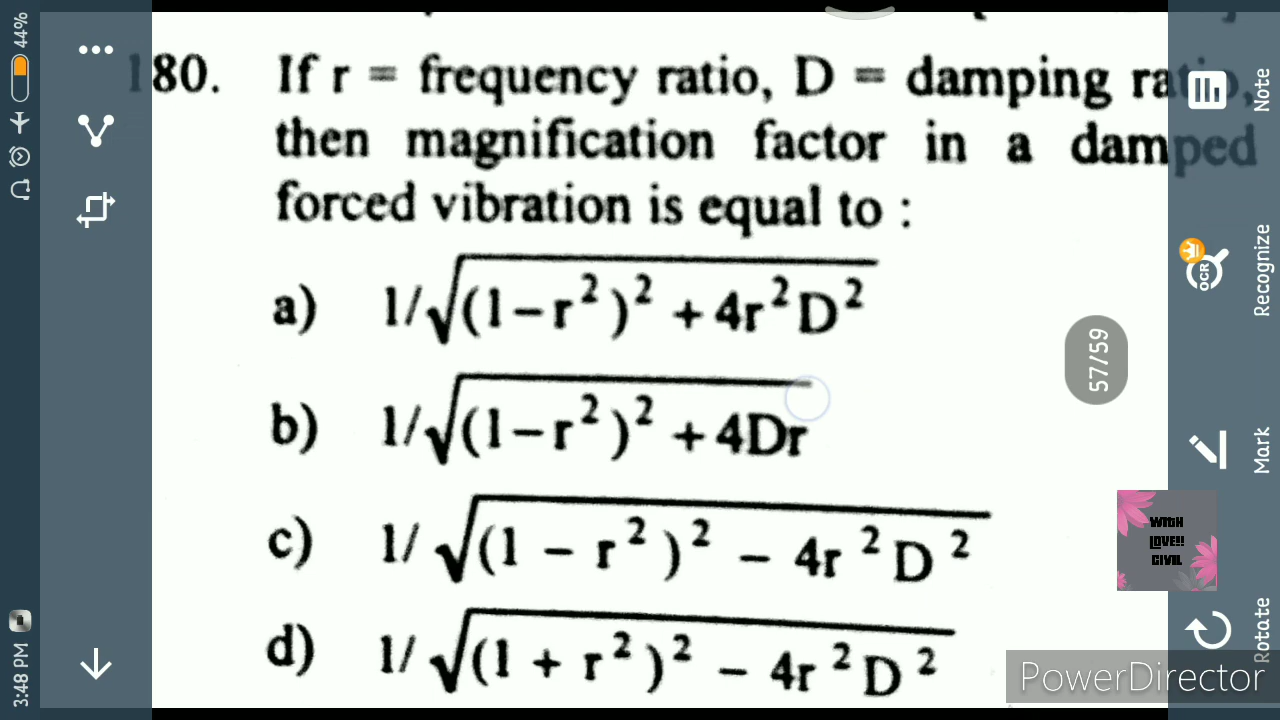 180. If r = frequency ratio, D = damping ratio,
then magnification factor in a damped
forced vibration is equal to :
a) 1/√(1−r²)² + 4r²D²
b) 1/√(1−r²)² + 4Dr
c) 1/√(1 − r²)² − 4r²D²
d) 1/√(1 + r²)² − 4r²D²
44%
3:48 PM
57/59
Note
Recognize
OCR
Mark
Rotate
WITH
LOVE!!
CIVIL
PowerDirector